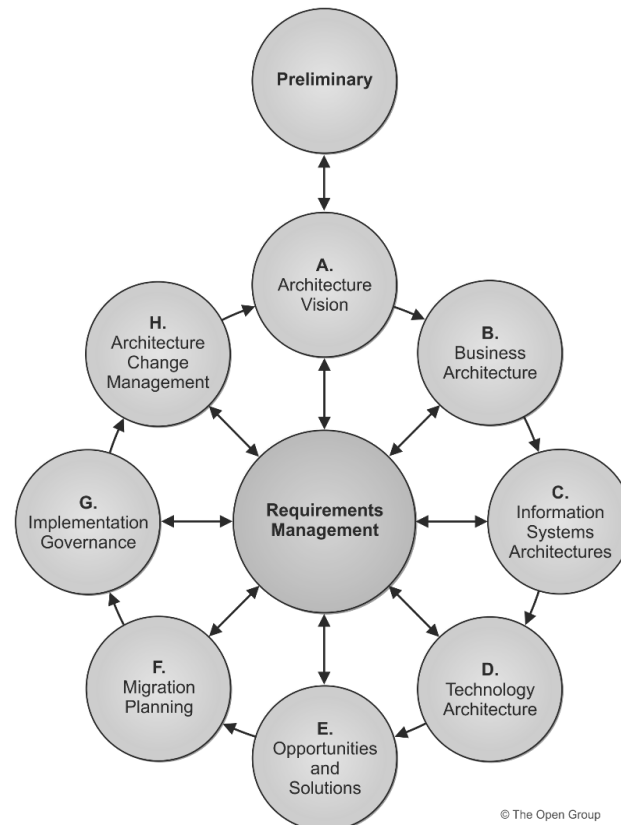 Preliminary
A.
Architecture
Vision
B.
Business
Architecture
C.
Information
Systems
Architectures
D.
Technology
Architecture
E.
Opportunities
and
Solutions
F.
Migration
Planning
G.
Implementation
Governance
H.
Architecture
Change
Management
Requirements
Management
© The Open Group